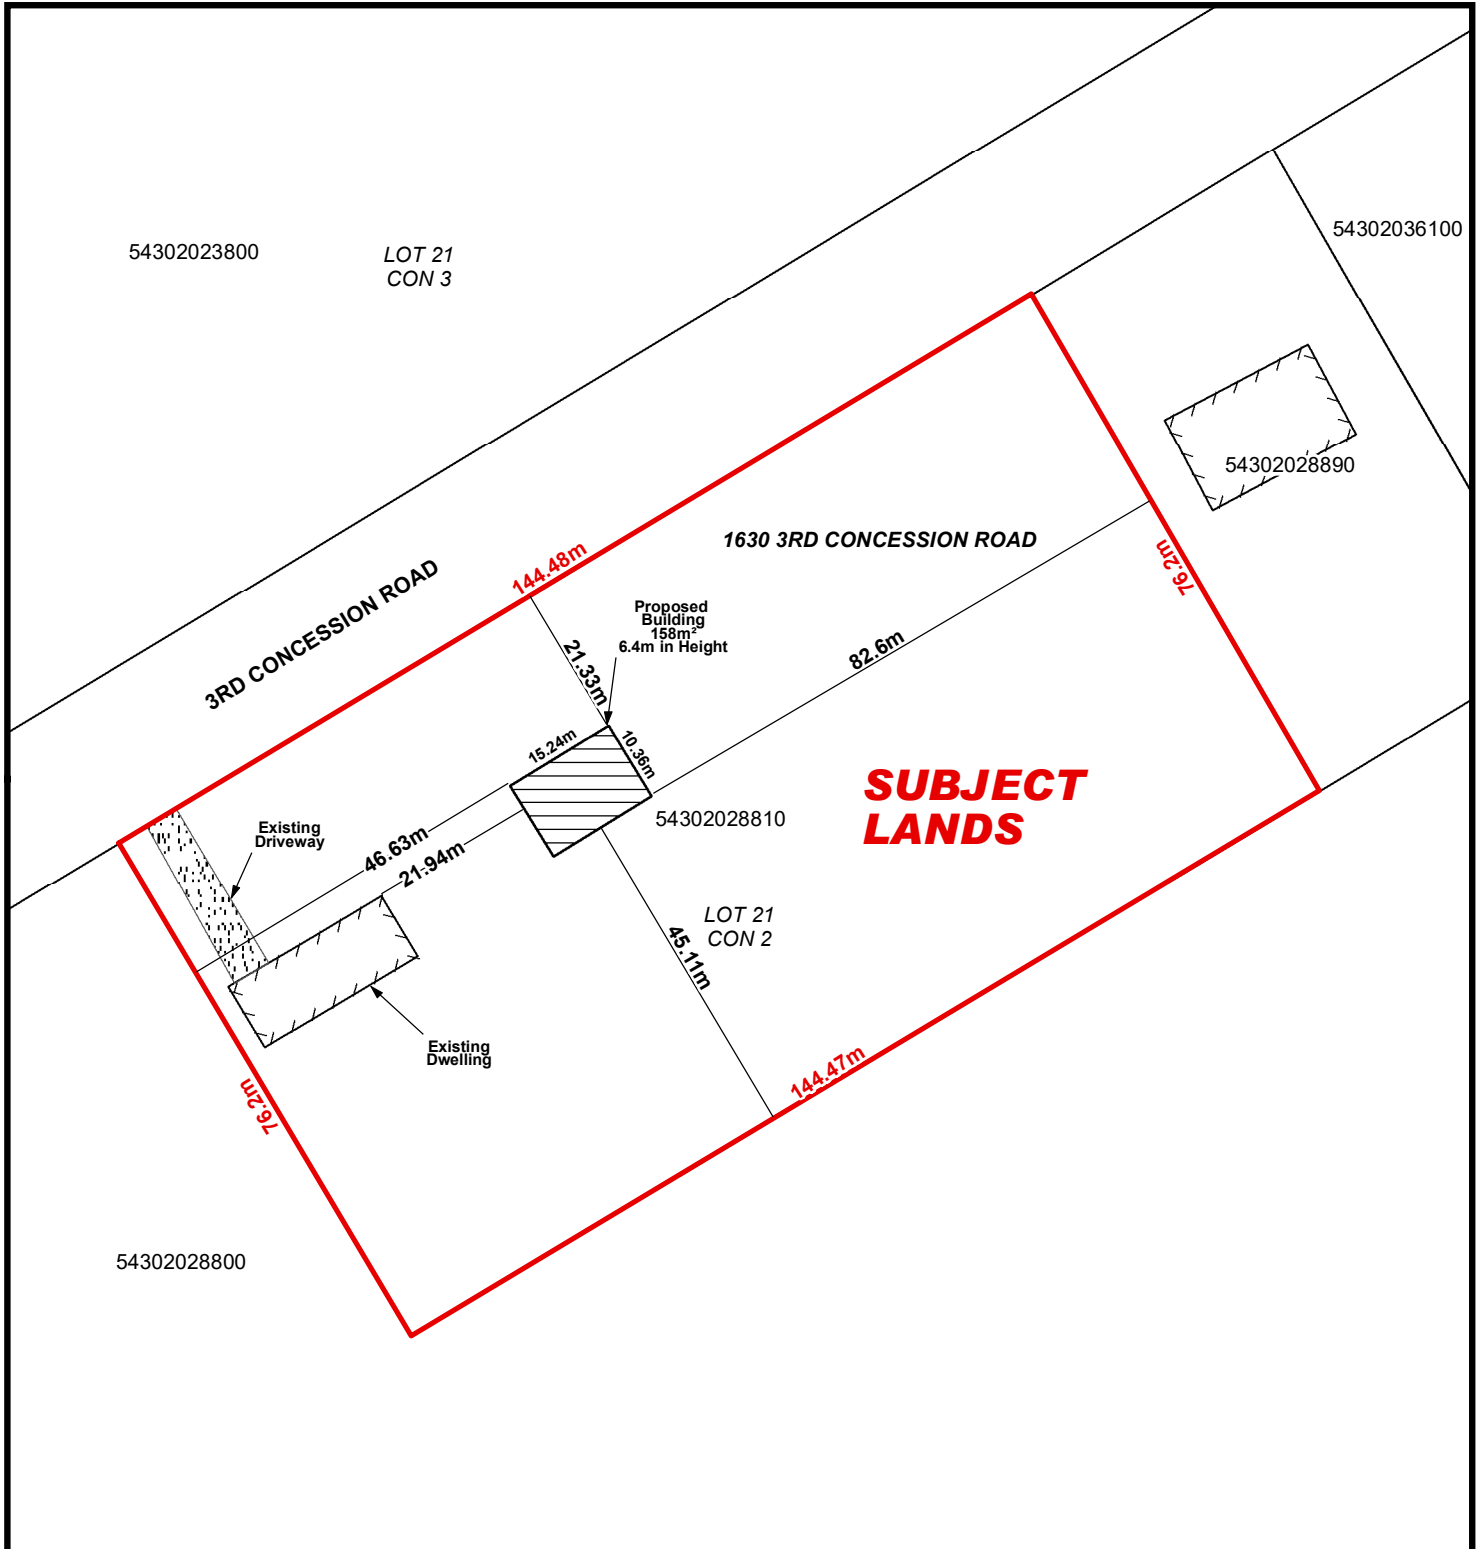 54302036100
54302023800
LOT 21
CON 3
54302028890
1630 3RD CONCESSION ROAD
144.48m
76.2m
3RD CONCESSION ROAD
Proposed
Building
158m²
6.4m in Height
21.33m
82.6m
15.24m
10.36m
SUBJECT
LANDS
54302028810
Existing
Driveway
46.63m
21.94m
LOT 21
CON 2
45.11m
Existing
Dwelling
144.47m
76.2m
54302028800